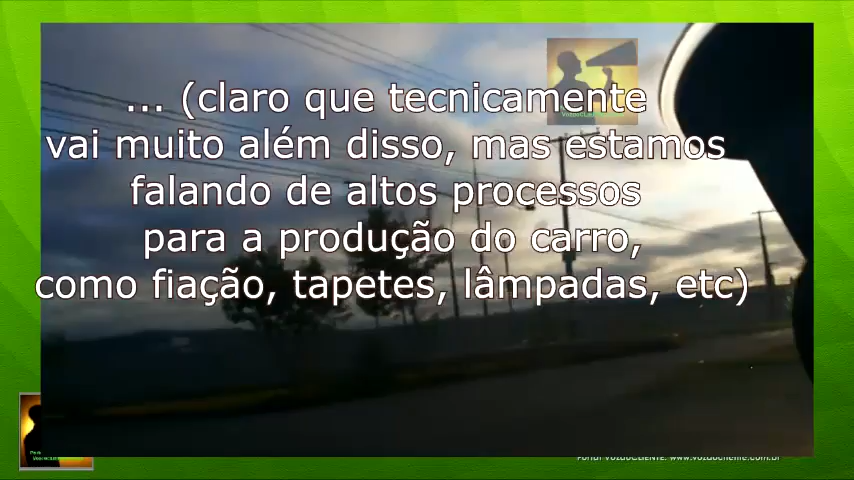 ... (claro que tecnicamente
vai muito além disso, mas estamos
falando de altos processos
para a produção do carro,
como fiação, tapetes, lâmpadas, etc)
Portal VOZdoCLIENTE: www.vozdocliente.com.br